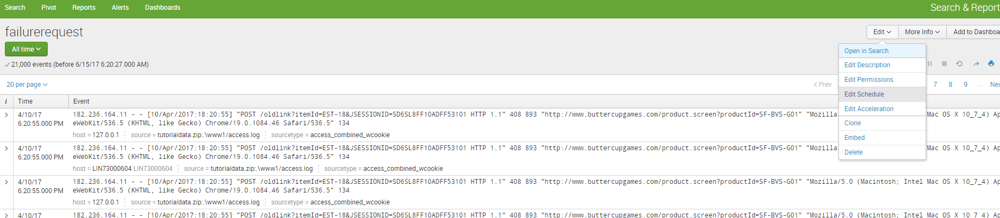 Search Pivot Reports Alerts Dashboards Search & Report
failurerequest
Edit More Info Add to Dashboa
All time
Open in Search
21,000 events (before 6/15/17 6:20:27.000 AM)
Edit Description
20 per page
Edit Permissions
< Prev 7 8 9 ... Nex
Edit Schedule
i Time Event
Edit Acceleration
4/10/17 182.236.164.11 - - [10/Apr/2017:18:20:55] "POST /oldlink?itemId=EST-18&JSESSIONID=SD6SL8FF10ADFF53101 HTTP 1.1" 408 893 "http://www.buttercupgames.com/product.screen?productId=SF-BVS-G01" "Mozilla/ Mac OS X 10_7_4) Ap
6:20:55.000 PM eWebKit/536.5 (KHTML, like Gecko) Chrome/19.0.1084.46 Safari/536.5" 134
Clone
host = 127.0.0.1 source = tutorialdata.zip:.\www1/access.log sourcetype = access_combined_wcookie
Embed
4/10/17 182.236.164.11 - - [10/Apr/2017:18:20:55] "POST /oldlink?itemId=EST-18&JSESSIONID=SD6SL8FF10ADFF53101 HTTP 1.1" 408 893 "http://www.buttercupgames.com/product.screen?productId=SF-BVS-G01" "Mozilla Mac OS X 10_7_4) Ap
Delete
6:20:55.000 PM eWebKit/536.5 (KHTML, like Gecko) Chrome/19.0.1084.46 Safari/536.5" 134
host = LIN73000604 LIN73000604 source = tutorialdata.zip:.\www1/access.log sourcetype = access_combined_wcookie
4/10/17 182.236.164.11 - - [10/Apr/2017:18:20:55] "POST /oldlink?itemId=EST-18&JSESSIONID=SD6SL8FF10ADFF53101 HTTP 1.1" 408 893 "http://www.buttercupgames.com/product.screen?productId=SF-BVS-G01" "Mozilla/5.0 (Macintosh; Intel Mac OS X 10_7_4) Ap
6:20:55.000 PM eWebKit/536.5 (KHTML, like Gecko) Chrome/19.0.1084.46 Safari/536.5" 134
host = 127.0.0.1 source = tutorialdata.zip:.\www1/access.log sourcetype = access_combined_wcookie
4/10/17 182.236.164.11 - - [10/Apr/2017:18:20:55] "POST /oldlink?itemId=EST-18&JSESSIONID=SD6SL8FF10ADFF53101 HTTP 1.1" 408 893 "http://www.buttercupgames.com/product.screen?productId=SF-BVS-G01" "Mozilla/5.0 (Macintosh; Intel Mac OS X 10_7_4) Ap